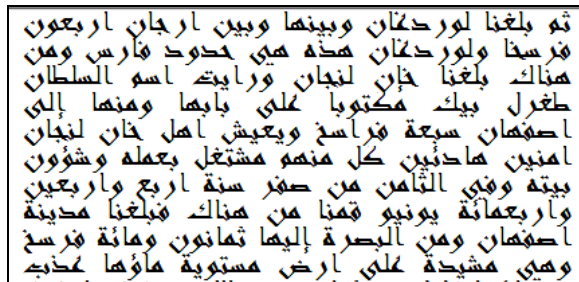 ثم بلغنا لوردغان وبينها وبين ارجان اربعون
فرسخا ولوردغان هذه هي حدود فارس ومن
هناك بلغنا خان لنجان ورايت اسم السلطان
طغرل بيك مكتوبا على بابها ومنها إلى
اصفهان سبعة فراسخ ويعيش اهل خان لنجان
امنين هادئين كل منهم مشتغل بعمله وشؤون
بيته وفي الثامن من صفر سنة اربع واربعين
واربعمائة يونيو قمنا من هناك فبلغنا مدينة
اصفهان ومن البصرة إليها ثمانون ومائة فرسخ
وهي مشيدة على ارض مستوية ماؤها عذب